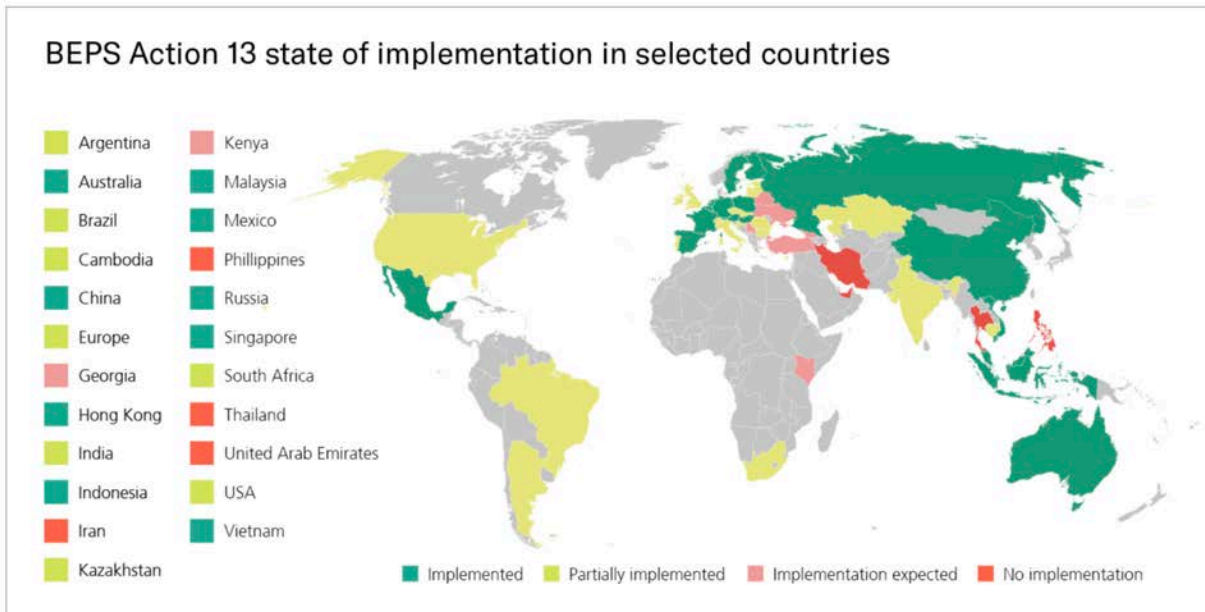 BEPS Action 13 state of implementation in selected countries
Argentina
Australia
Brazil
Cambodia
China
Europe
Georgia
Hong Kong
India
Indonesia
Iran
Kazakhstan
Kenya
Malaysia
Mexico
Phillippines
Russia
Singapore
South Africa
Thailand
United Arab Emirates
USA
Vietnam
Implemented
Partially implemented
Implementation expected
No implementation